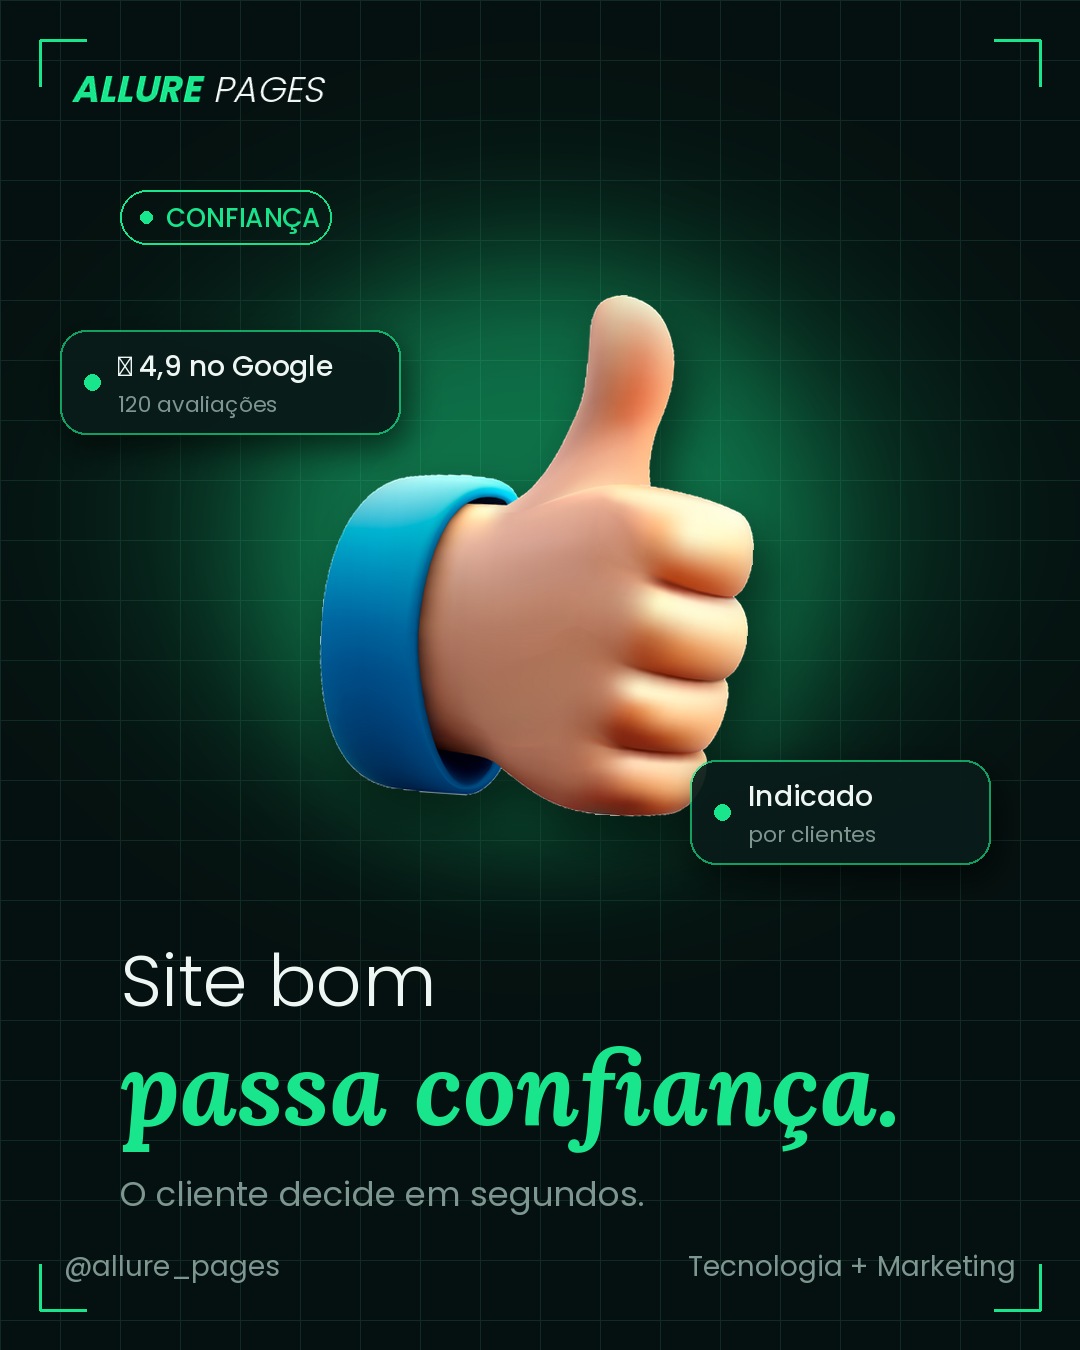 ALLURE PAGES
CONFIANÇA
4,9 no Google
120 avaliações
Indicado
por clientes
Site bom
passa confiança.
O cliente decide em segundos.
@allure_pages
Tecnologia + Marketing